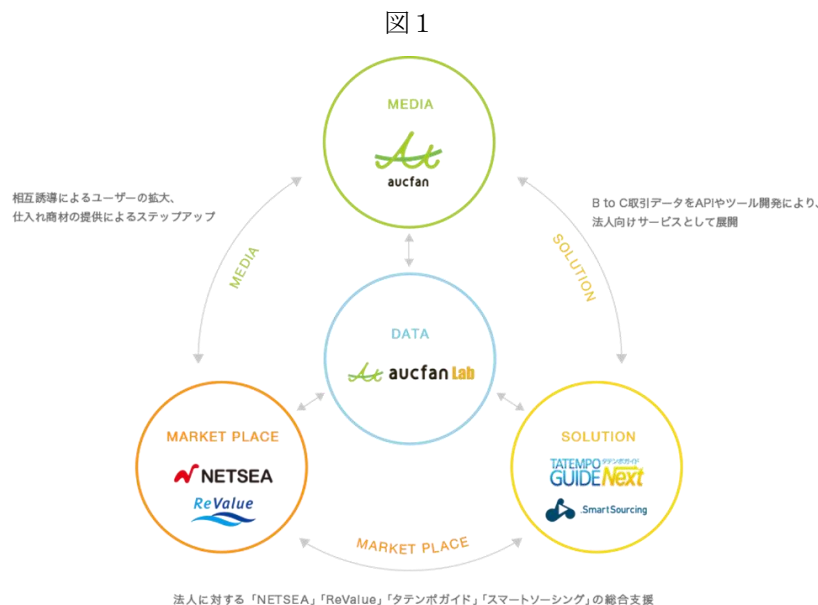 図1
MEDIA
aucfan
相互誘導によるユーザーの拡大、
仕入れ商材の提供によるステップアップ
B to C取引データをAPIやツール開発により、
法人向けサービスとして展開
MEDIA
SOLUTION
DATA
aucfan Lab
MARKET PLACE
NETSEA
ReValue
SOLUTION
TATEMPO タテンポガイド
GUIDE Next
.SmartSourcing
MARKET PLACE
法人に対する「NETSEA」「ReValue」「タテンポガイド」「スマートソーシング」の総合支援